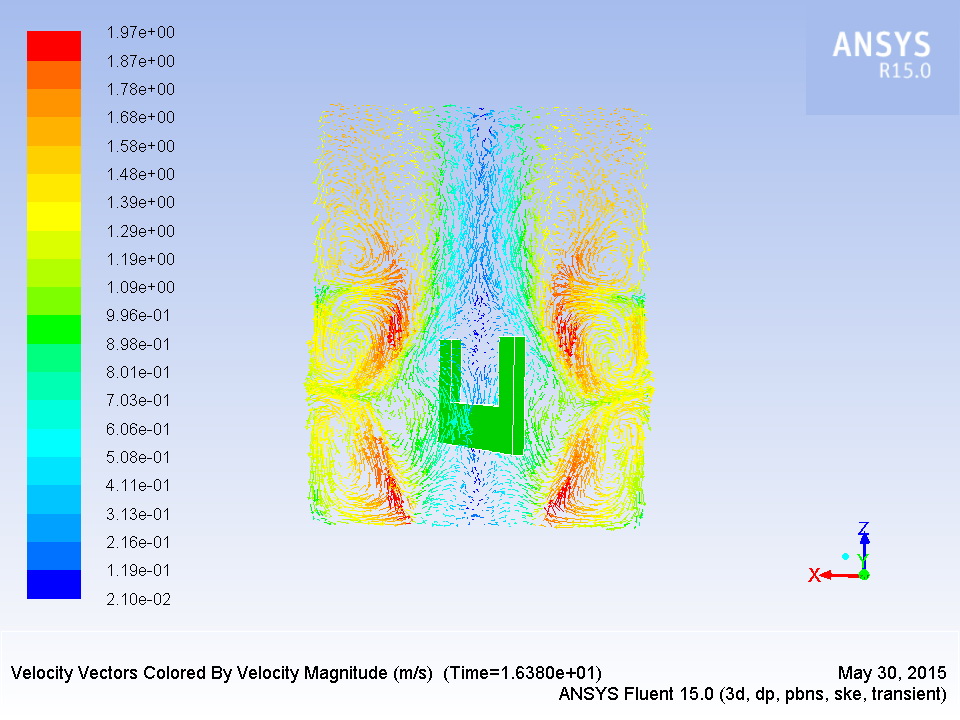 1.97e+00
1.87e+00
1.78e+00
1.68e+00
1.58e+00
1.48e+00
1.39e+00
1.29e+00
1.19e+00
1.09e+00
9.96e-01
8.98e-01
8.01e-01
7.03e-01
6.06e-01
5.08e-01
4.11e-01
3.13e-01
2.16e-01
1.19e-01
2.10e-02
ANSYS
R15.0
Z
Y
X
Velocity Vectors Colored By Velocity Magnitude (m/s)  (Time=1.6380e+01)
May 30, 2015
ANSYS Fluent 15.0 (3d, dp, pbns, ske, transient)